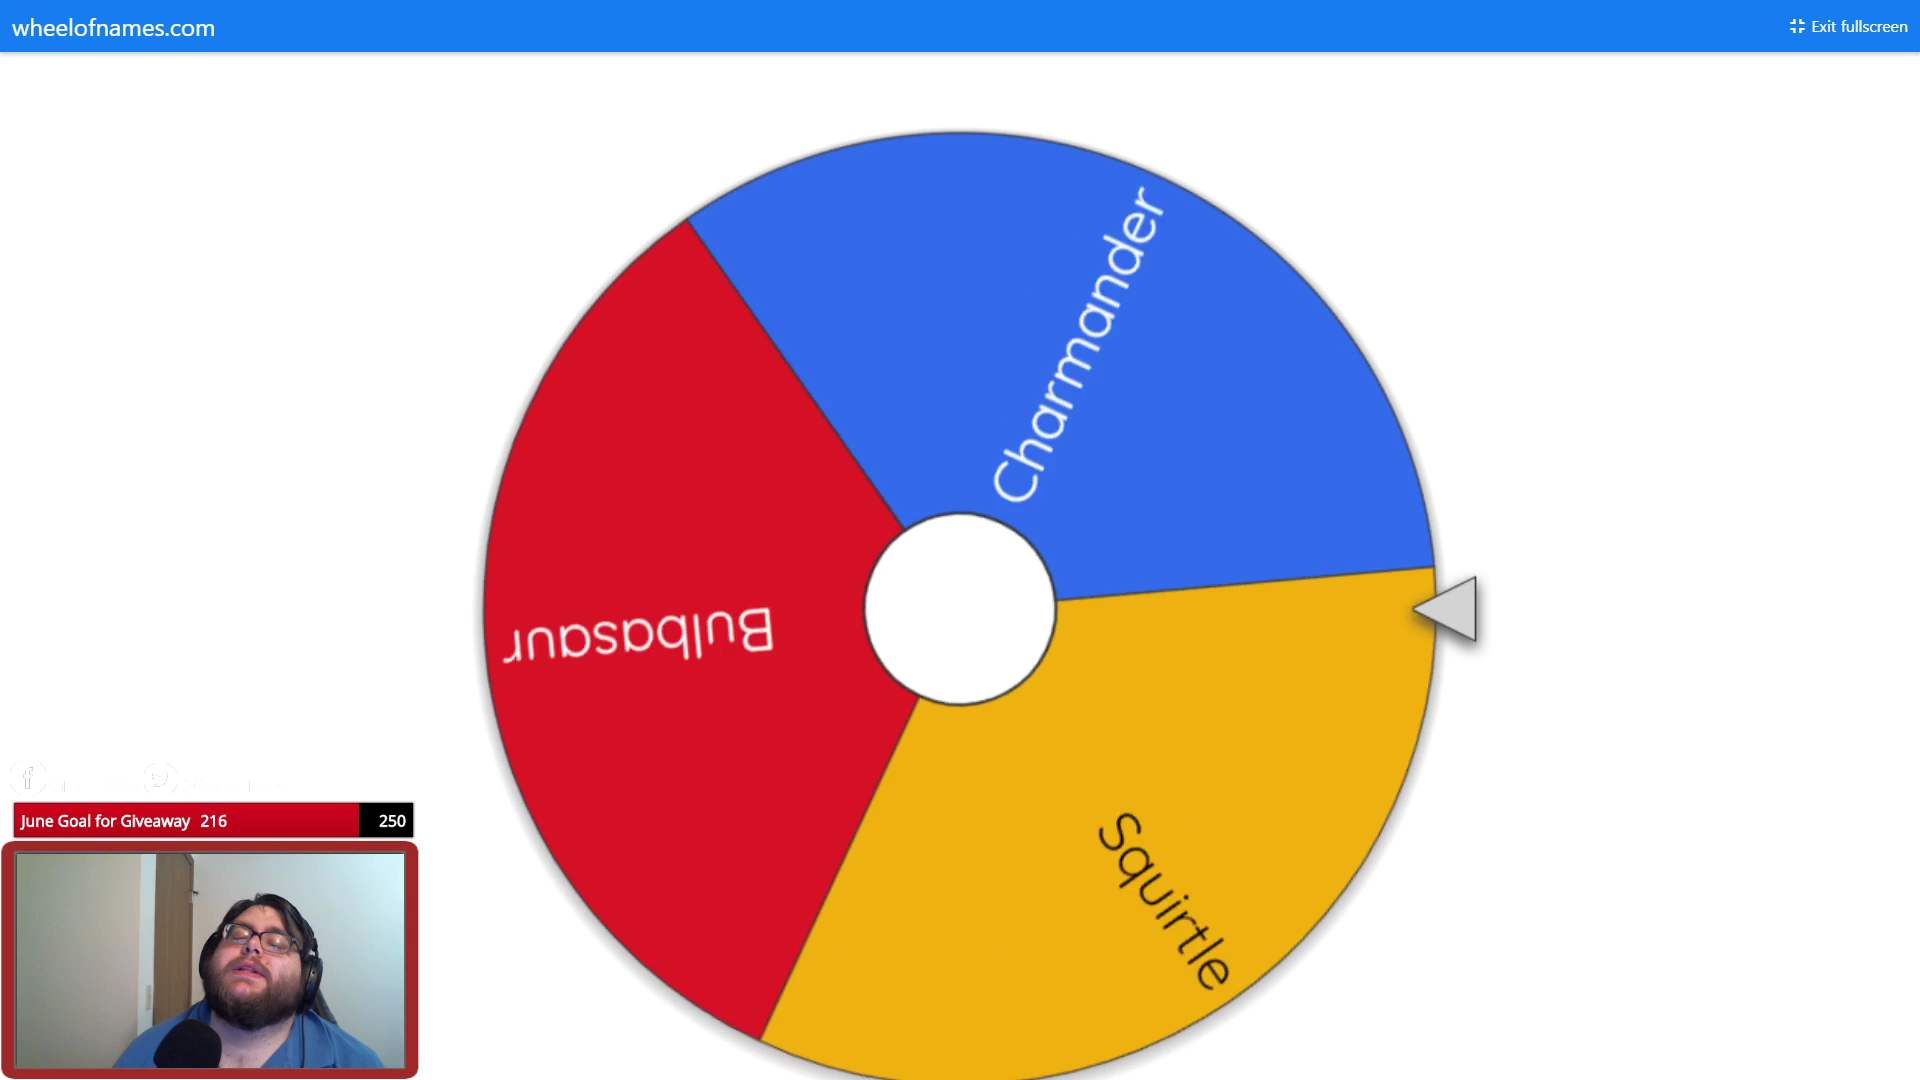 wheelofnames.com
Exit fullscreen
Charmander
Bulbasaur
Squirtle
June Goal for Giveaway 216
250